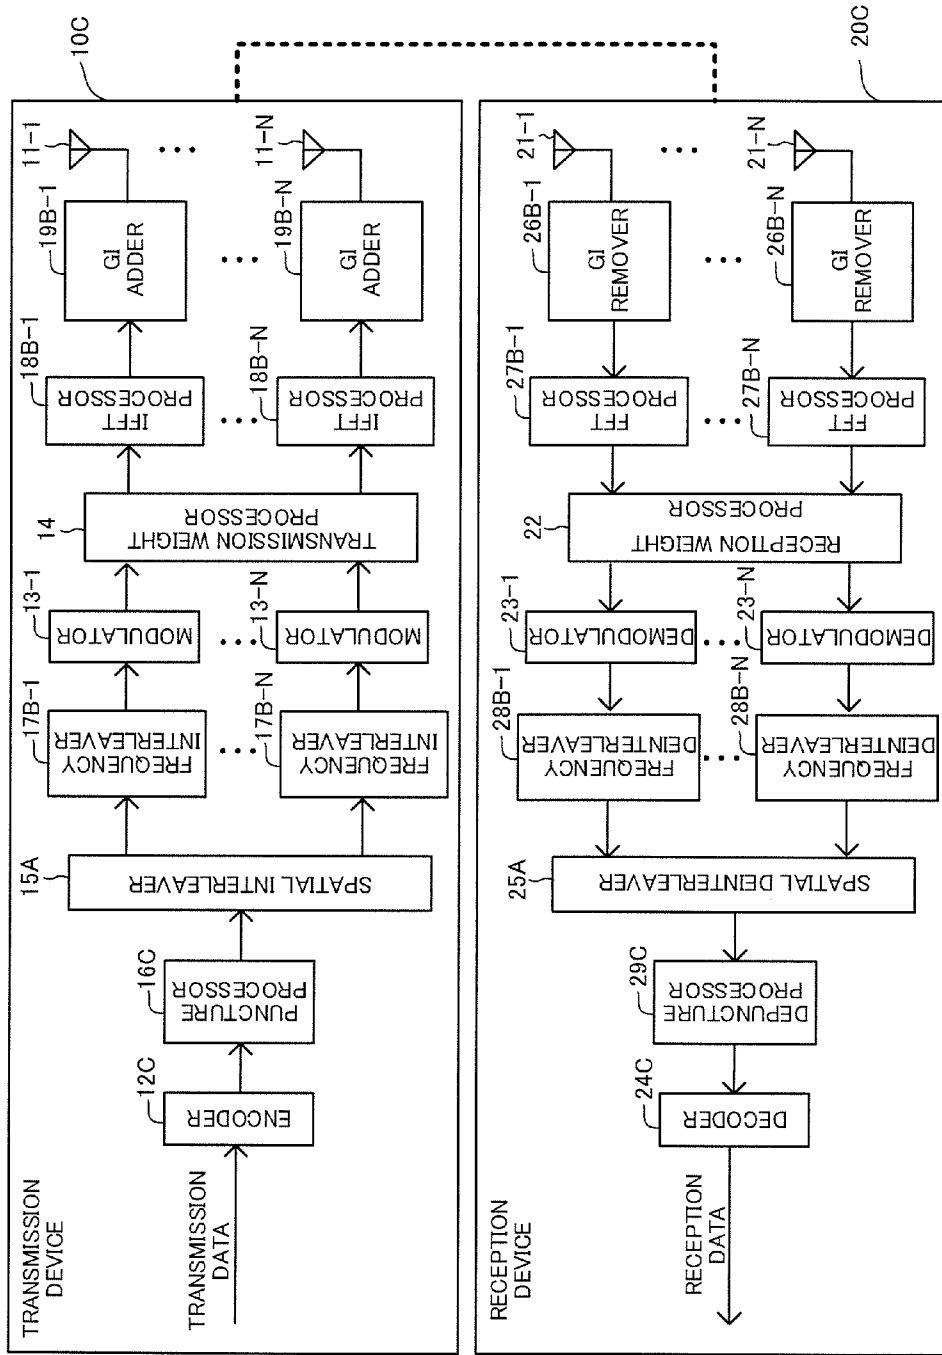 10C
TRANSMISSION
DEVICE
TRANSMISSION
DATA
12C
ENCODER
16C
PUNCTURE
PROCESSOR
15A
SPATIAL INTERLEAVER
17B-1
FREQUENCY
INTERLEAVER
17B-N
FREQUENCY
INTERLEAVER
13-1
MODULATOR
13-N
MODULATOR
14
TRANSMISSION WEIGHT
PROCESSOR
18B-1
IFFT
PROCESSOR
18B-N
IFFT
PROCESSOR
19B-1
GI
ADDER
19B-N
GI
ADDER
11-1
11-N
20C
RECEPTION
DEVICE
21-1
21-N
26B-1
GI
REMOVER
26B-N
GI
REMOVER
27B-1
FFT
PROCESSOR
27B-N
FFT
PROCESSOR
22
RECEPTION WEIGHT
PROCESSOR
23-1
DEMODULATOR
23-N
DEMODULATOR
28B-1
FREQUENCY
DEINTERLEAVER
28B-N
FREQUENCY
DEINTERLEAVER
25A
SPATIAL DEINTERLEAVER
29C
DEPUNCTURE
PROCESSOR
24C
DECODER
RECEPTION
DATA